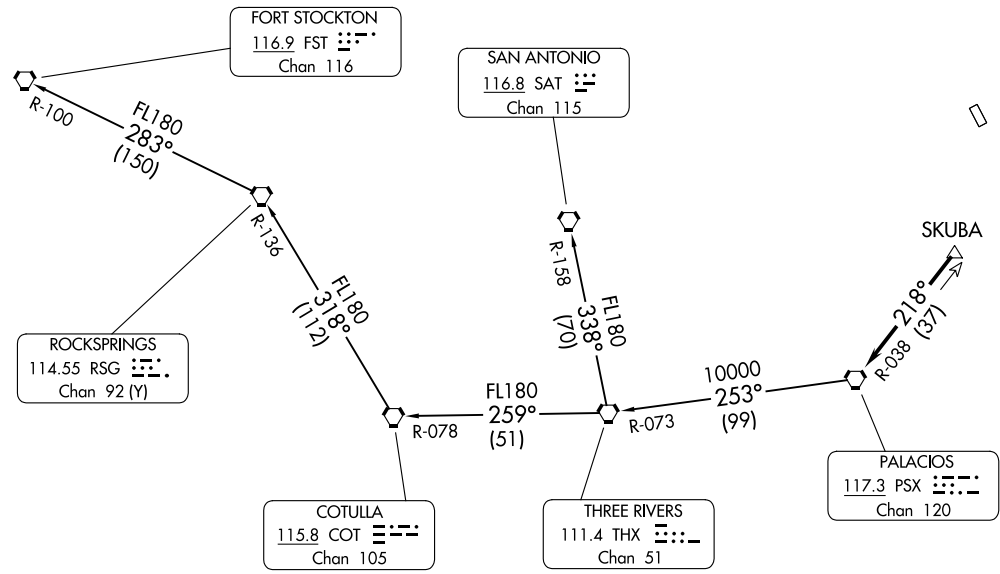 FORT STOCKTON
116.9 FST
Chan 116
SAN ANTONIO
116.8 SAT
Chan 115
R-100
FL180
283°
(150)
R-136
R-158
SKUBA
FL180
318°
(112)
FL180
338°
(70)
218°
(37)
R-038
ROCKSPRINGS
114.55 RSG
Chan 92 (Y)
10000
253°
(99)
FL180
259°
(51)
R-078
R-073
PALACIOS
117.3 PSX
Chan 120
COTULLA
115.8 COT
Chan 105
THREE RIVERS
111.4 THX
Chan 51